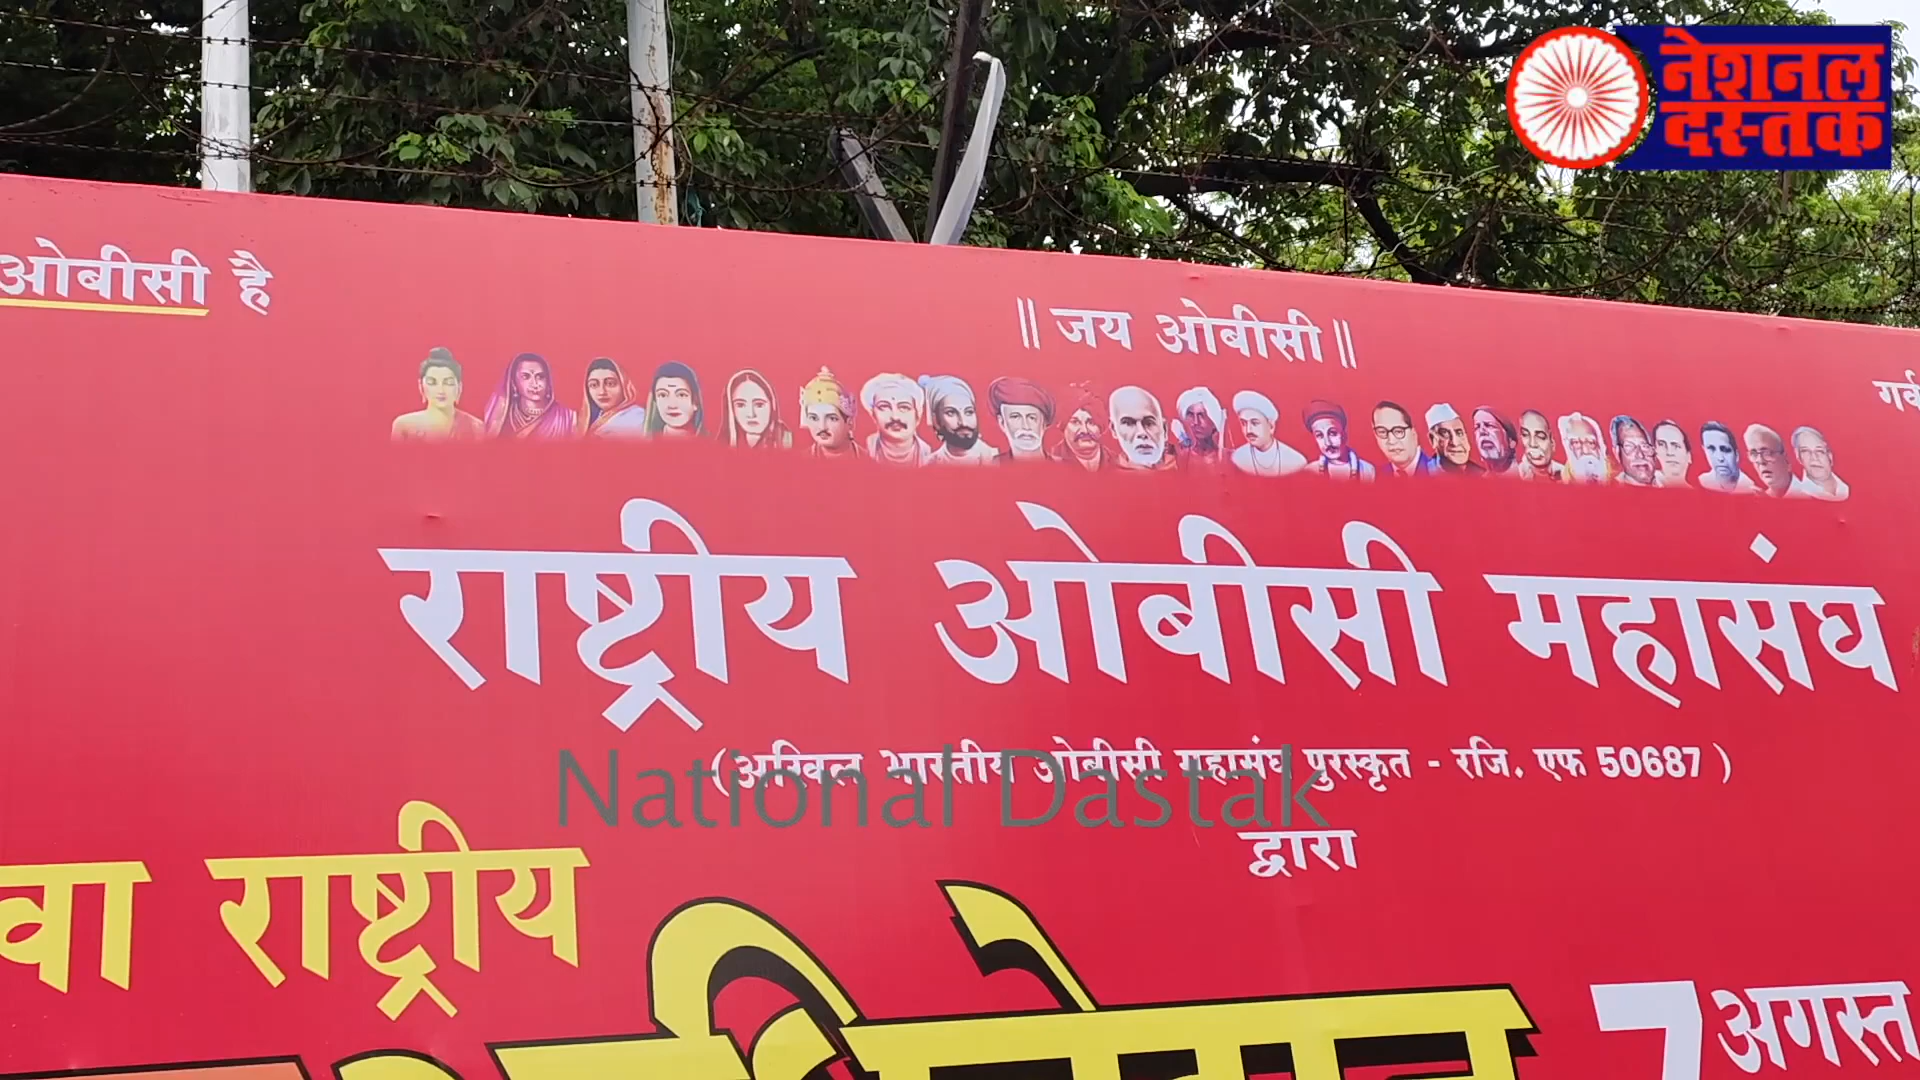 नेशनल
दस्तक
ओबीसी है
॥ जय ओबीसी ॥
राष्ट्रीय ओबीसी महासंघ
(अखिल भारतीय ओबीसी महासंघ पुरस्कृत - रजि. एफ 50687 )
National Dastak
द्वारा
वा राष्ट्रीय
7 अगस्त